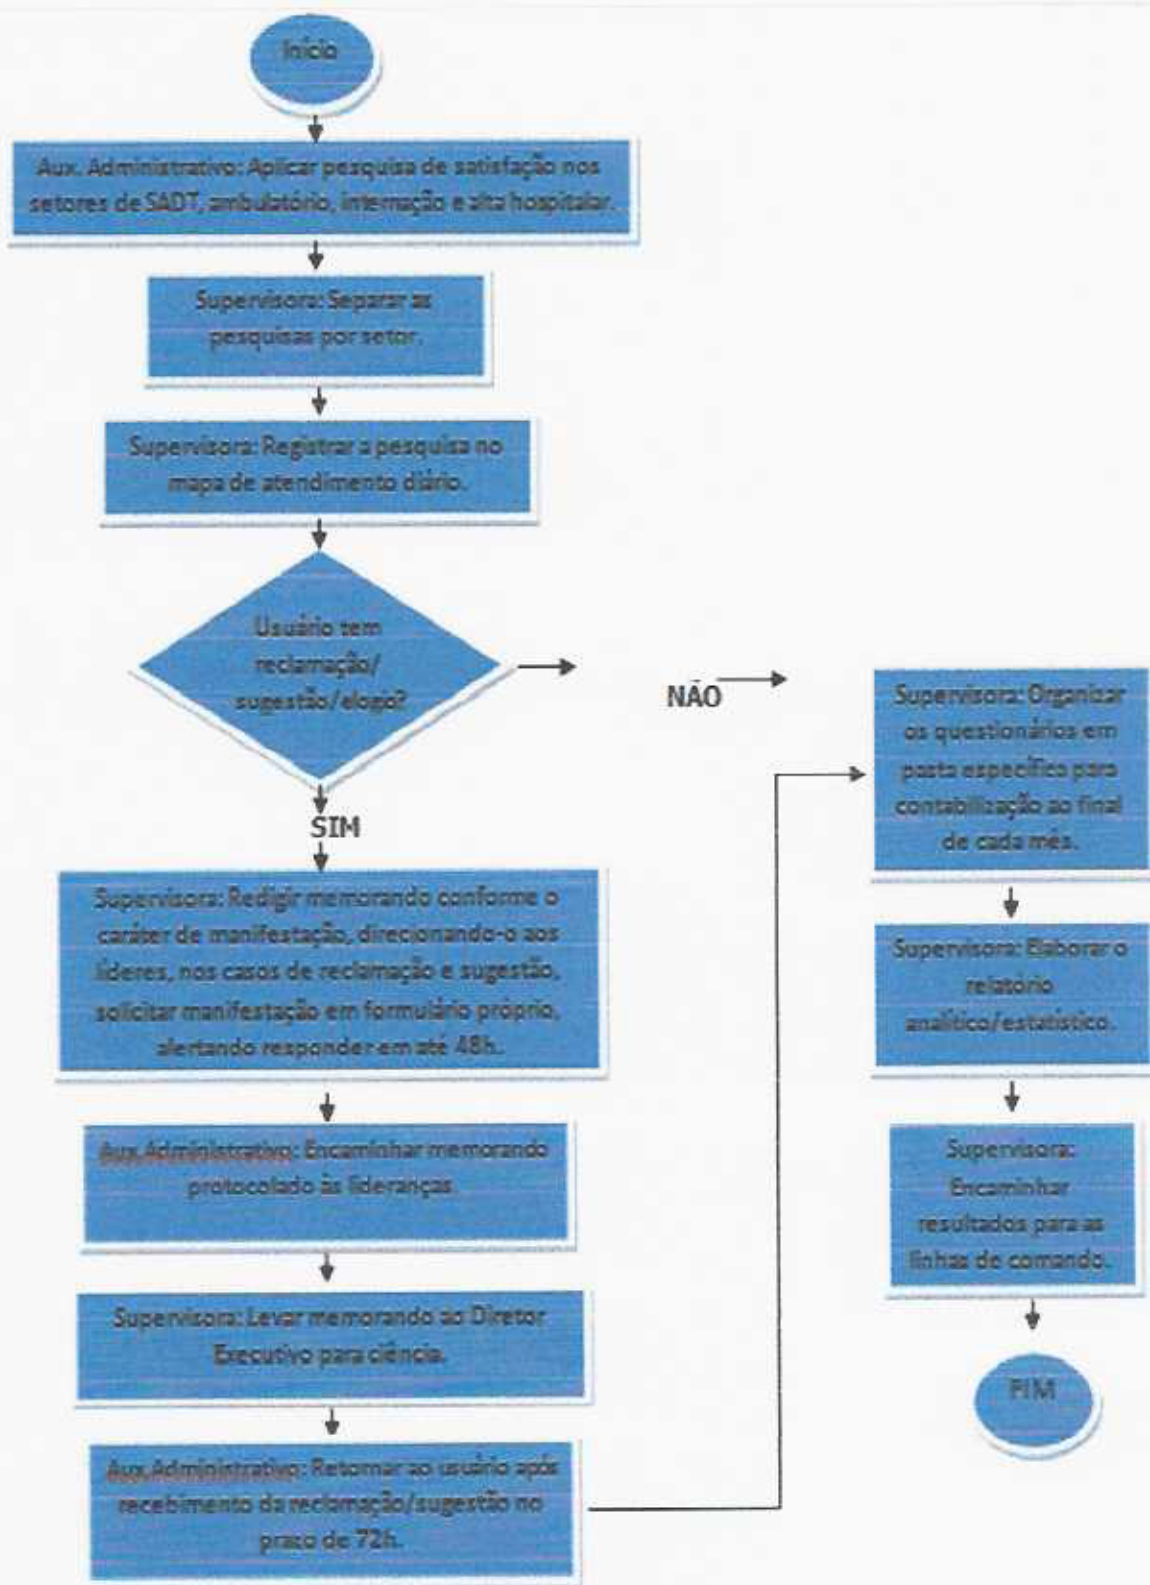 Início
Aux. Administrativo: Aplicar pesquisa de satisfação nos
setores de SADT, ambulatório, internação e alta hospitalar.
Supervisora: Separar as
pesquisas por setor.
Supervisora: Registrar a pesquisa no
mapa de atendimento diário.
Usuário tem
reclamação/
sugestão/elogio?
NÃO
SIM
Supervisora: Redigir memorando conforme o
caráter de manifestação, direcionando-o aos
líderes, nos casos de reclamação e sugestão,
solicitar manifestação em formulário próprio,
alertando responder em até 48h.
Aux.Administrativo: Encaminhar memorando
protocolado às lideranças.
Supervisora: Levar memorando ao Diretor
Executivo para ciência.
Aux.Administrativo: Retornar ao usuário após
recebimento da reclamação/sugestão no
prazo de 72h.
Supervisora: Organizar
os questionários em
pasta específica para
contabilização ao final
de cada mês.
Supervisora: Elaborar o
relatório
analítico/estatístico.
Supervisora:
Encaminhar
resultados para as
linhas de comando.
FIM